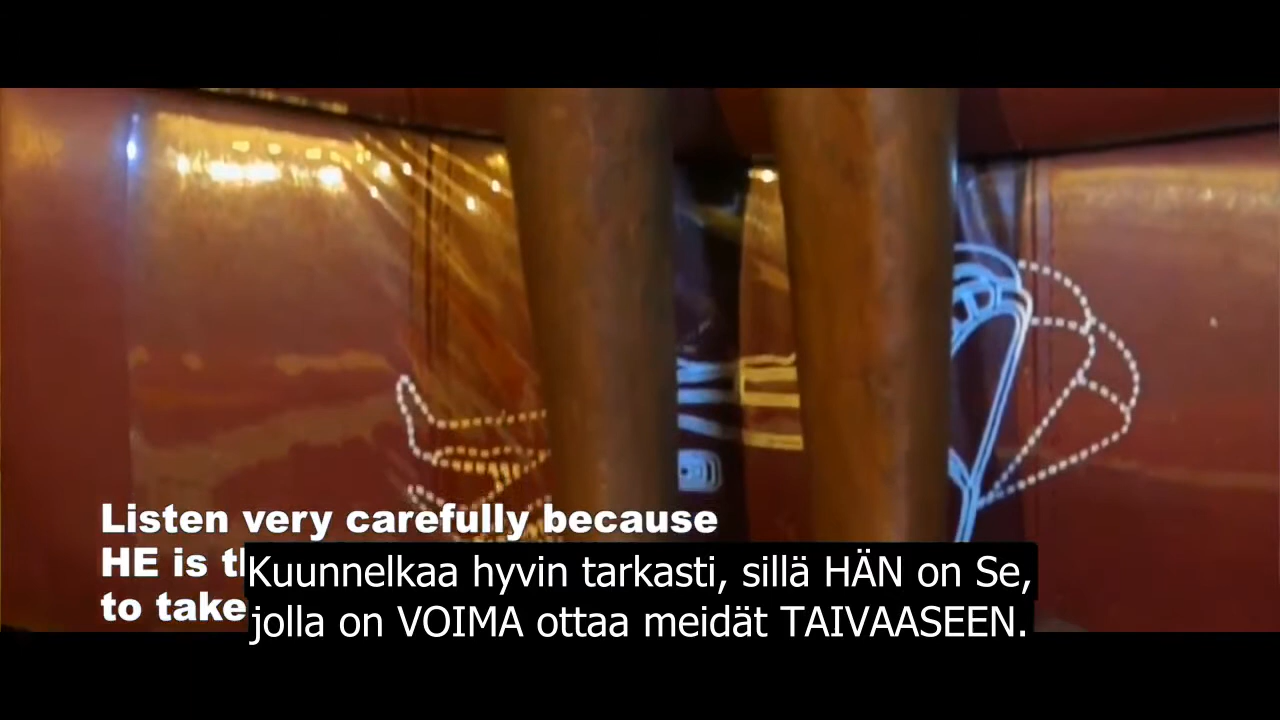 Listen very carefully because
HE is
to take
Kuunnelkaa hyvin tarkasti, sillä HÄN on Se,
jolla on VOIMA ottaa meidät TAIVAASEEN.